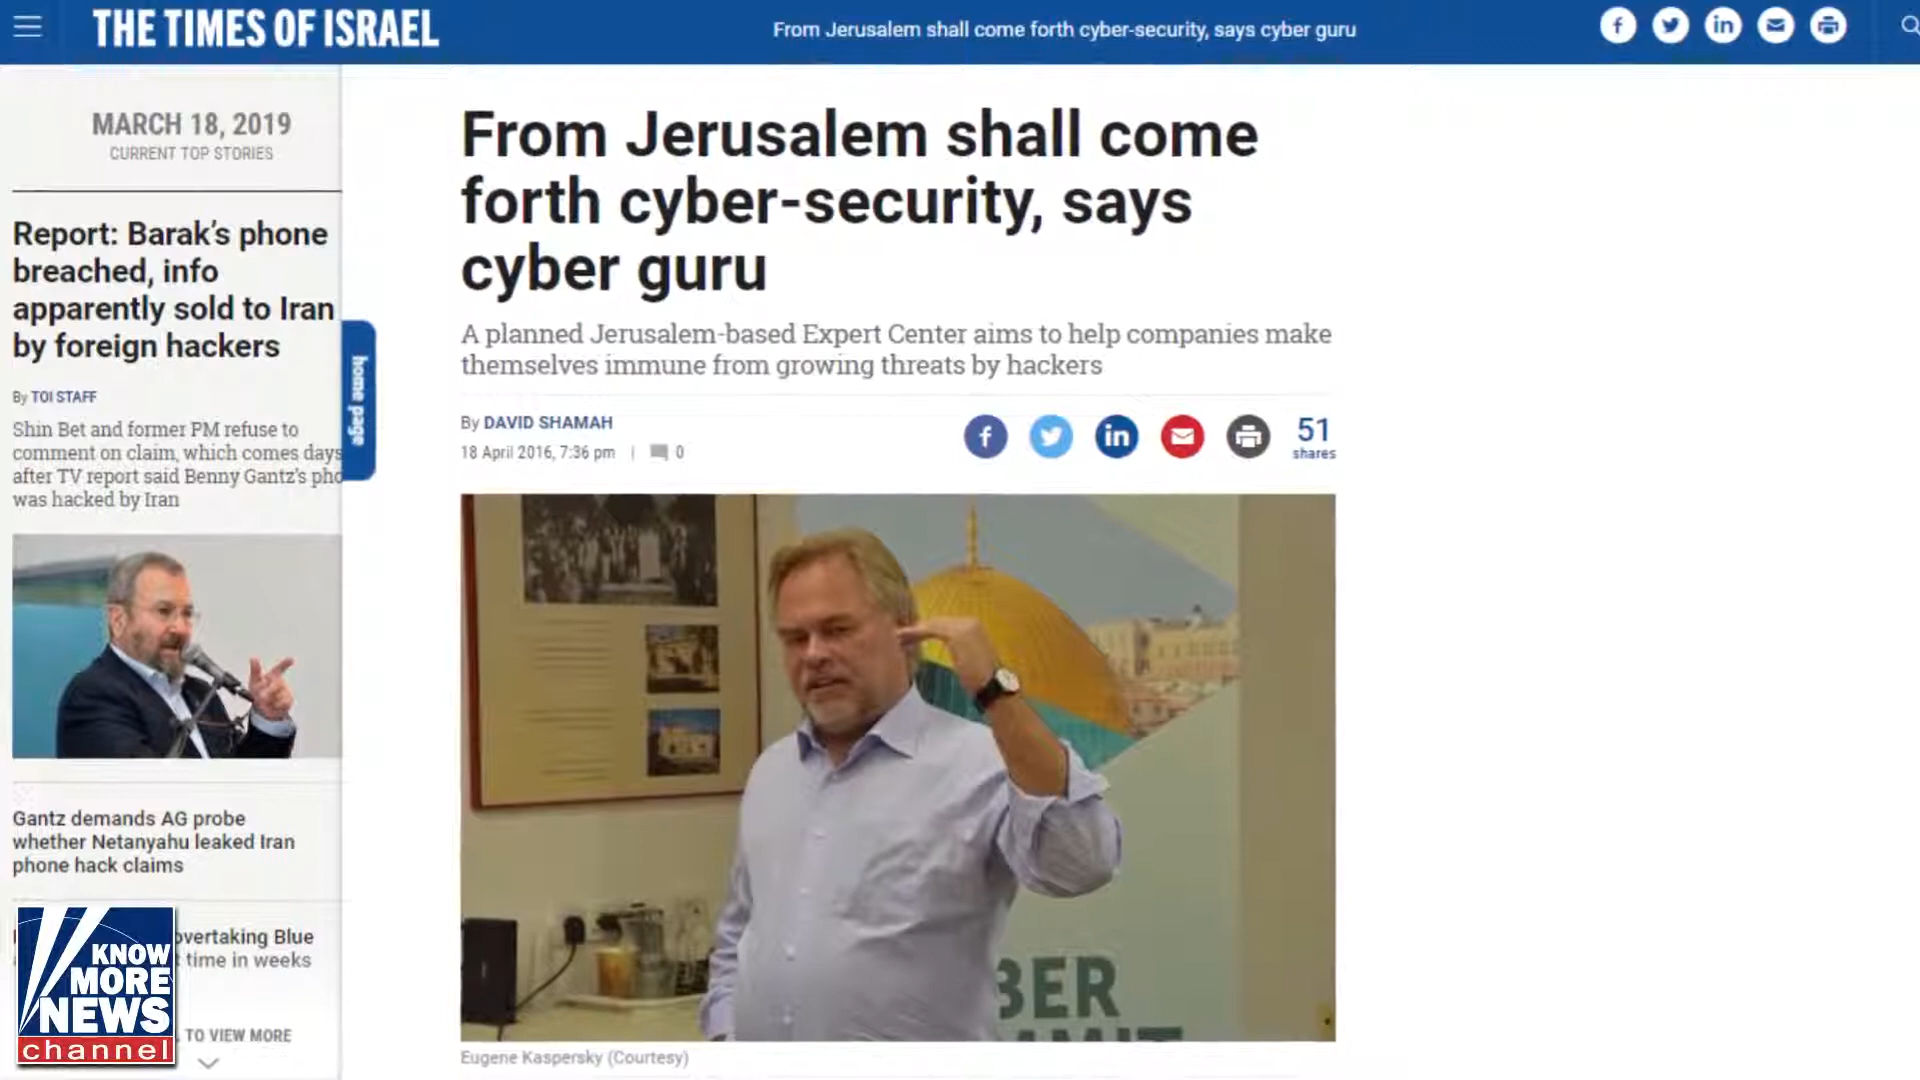 THE TIMES OF ISRAEL
From Jerusalem shall come forth cyber-security, says cyber guru
MARCH 18, 2019
CURRENT TOP STORIES
Report: Barak's phone
breached, info
apparently sold to Iran
by foreign hackers
By TOI STAFF
Shin Bet and former PM refuse to
comment on claim, which comes days
after TV report said Benny Gantz's
was hacked by Iran
Gantz demands AG probe
whether Netanyahu leaked Iran
phone hack claims
overtaking Blue
time in weeks
TO VIEW MORE
KNOW
MORE
NEWS
channel
home page
From Jerusalem shall come
forth cyber-security, says
cyber guru
A planned Jerusalem-based Expert Center aims to help companies make
themselves immune from growing threats by hackers
By DAVID SHAMAH
18 April 2016, 7:36 pm | 0
51
shares
BER
Eugene Kaspersky (Courtesy)